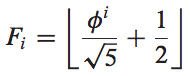 F_i = ⌊ϕ^i/√5 + 1/2⌋